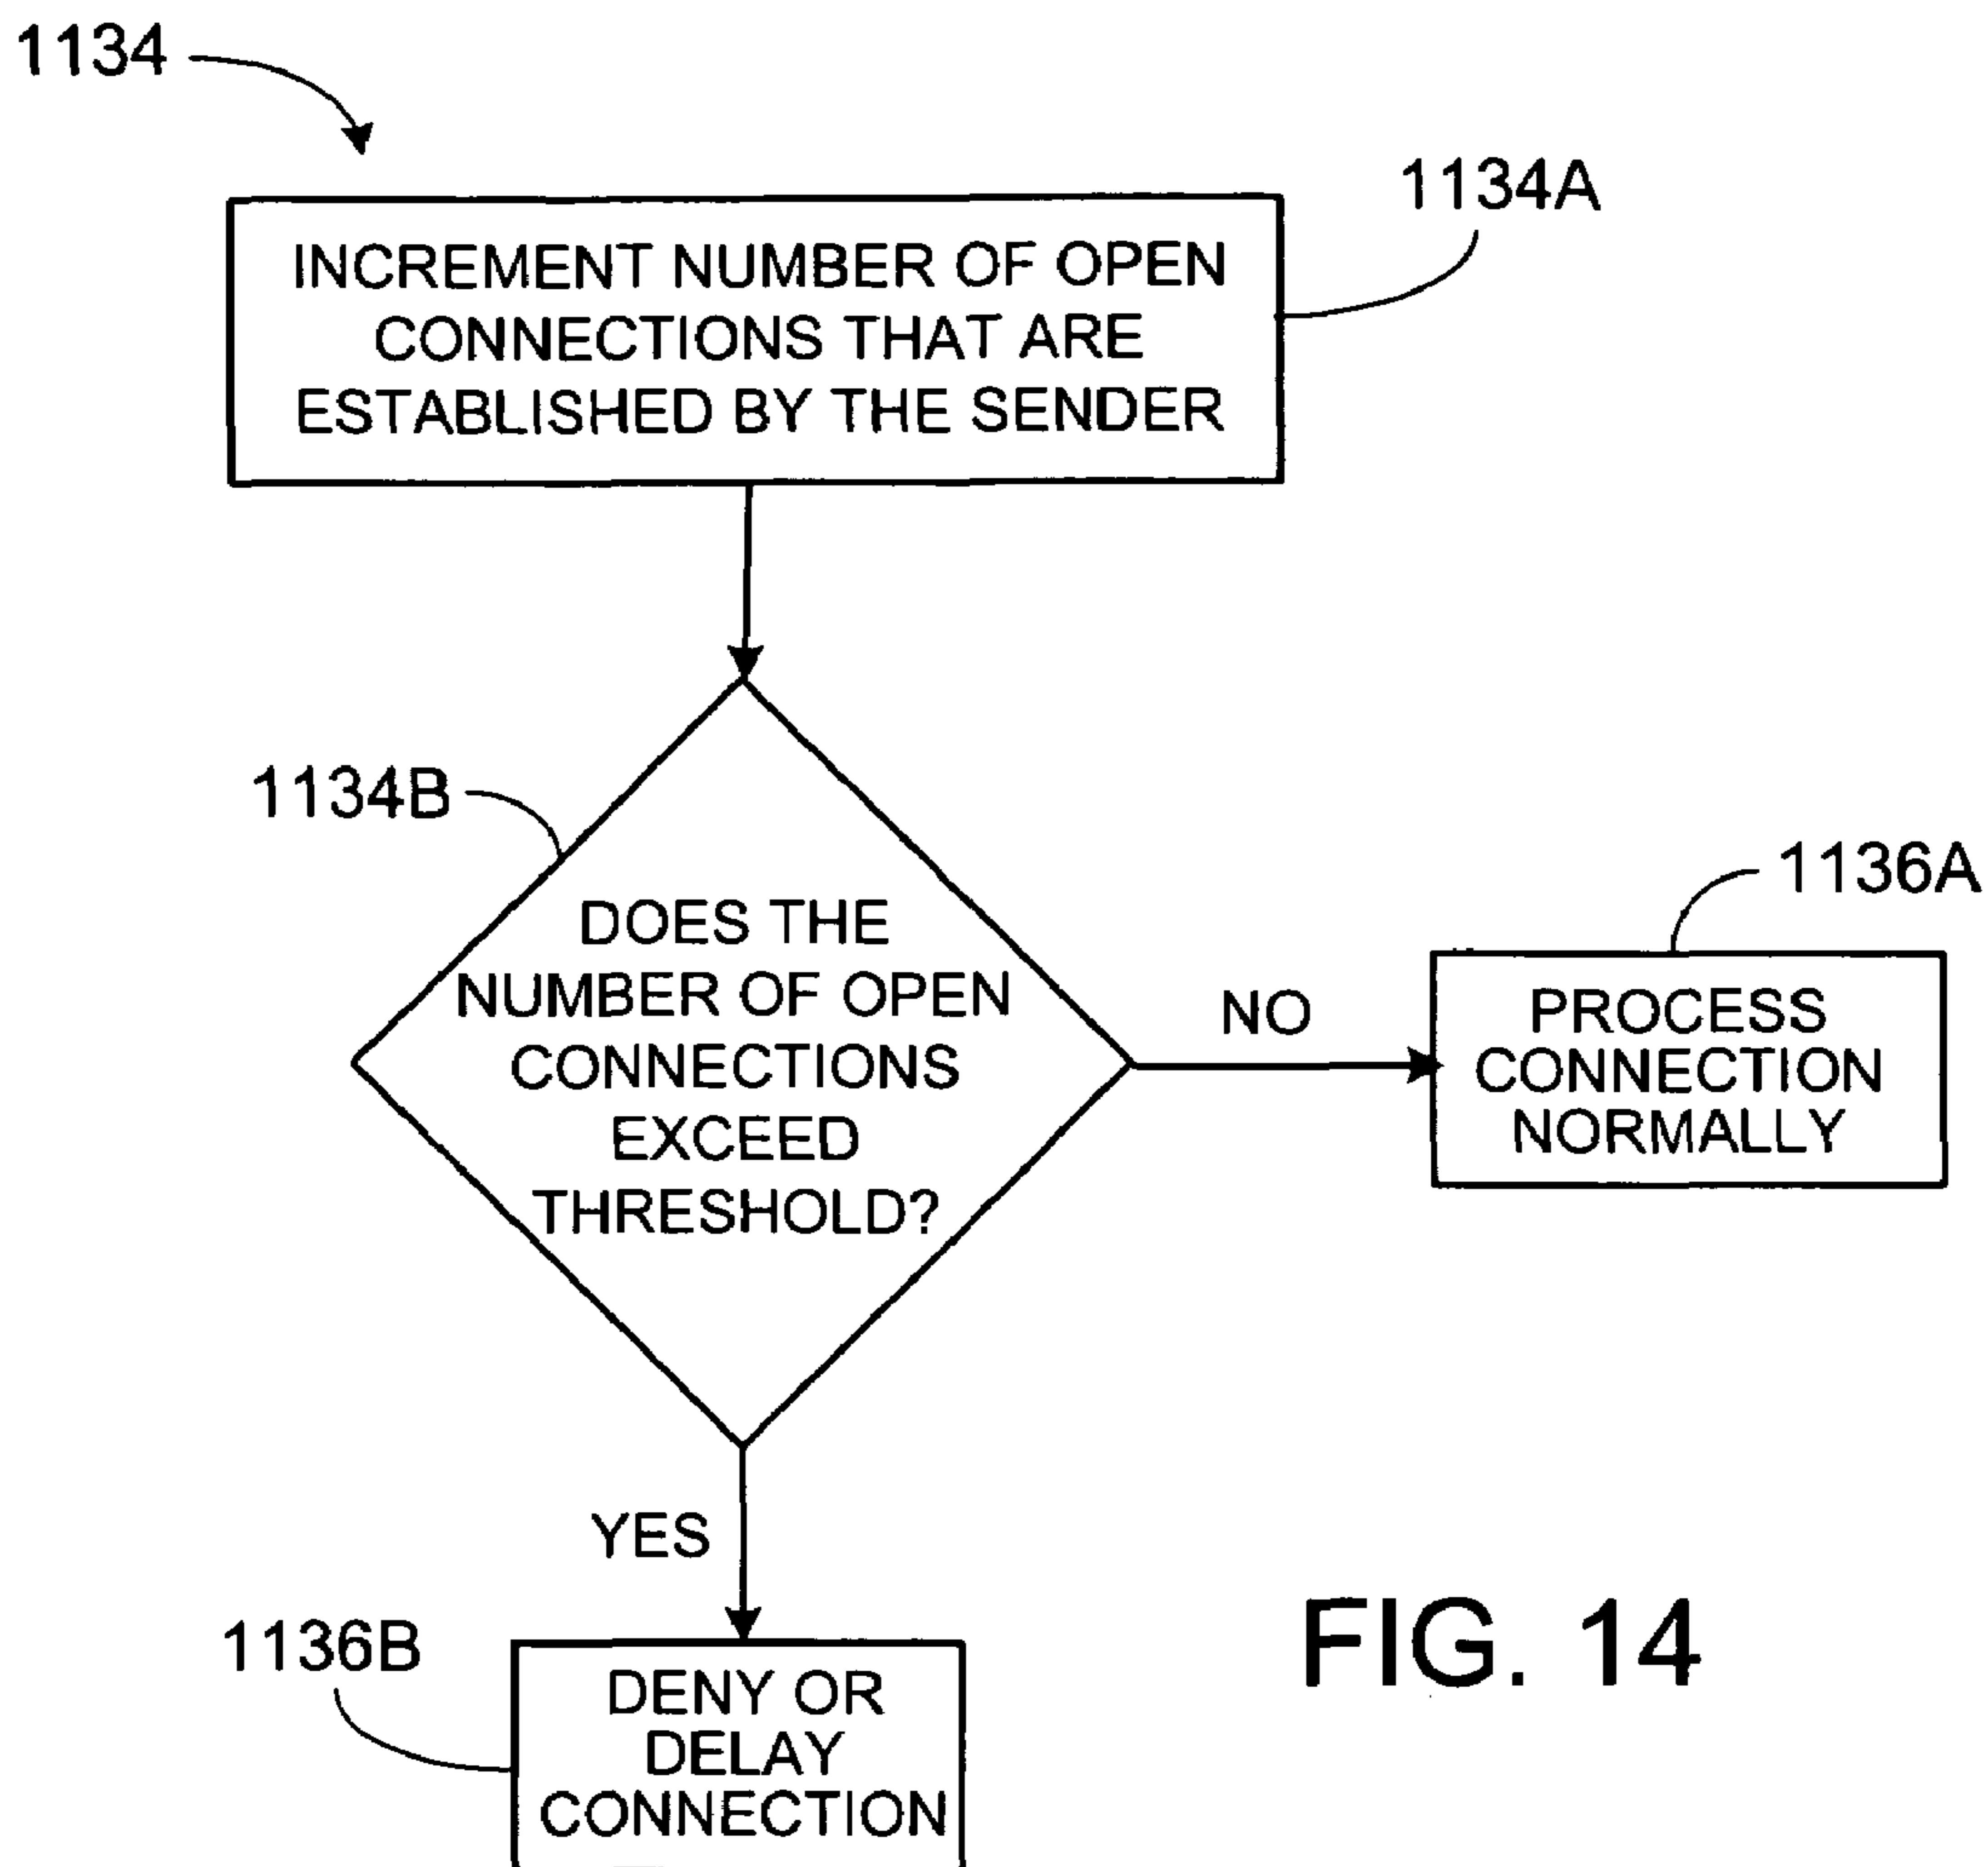 1134
1134A
INCREMENT NUMBER OF OPEN
CONNECTIONS THAT ARE
ESTABLISHED BY THE SENDER
1134B
DOES THE
NUMBER OF OPEN
CONNECTIONS
EXCEED
THRESHOLD?
NO
1136A
PROCESS
CONNECTION
NORMALLY
YES
1136B
DENY OR
DELAY
CONNECTION
FIG. 14